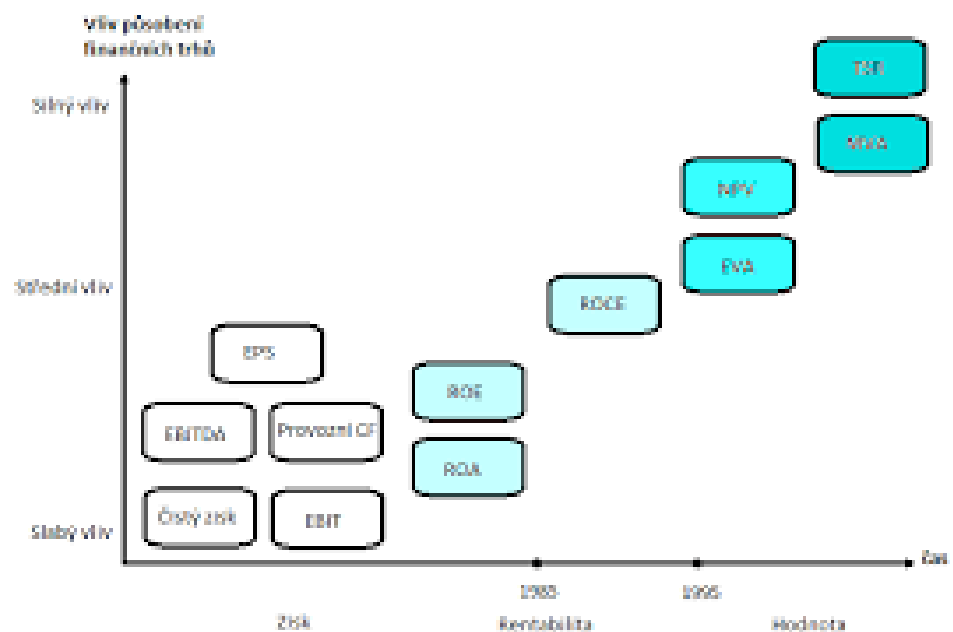 Vliv působení
finančních trhů
TSR
Silný vliv
MVA
NPV
EVA
Střední vliv
ROCE
EPS
ROE
EBITDA
Provozní CF
ROA
Čistý zisk
EBIT
Slabý vliv
čas
1995
Zisk
Rentabilita
Hodnota